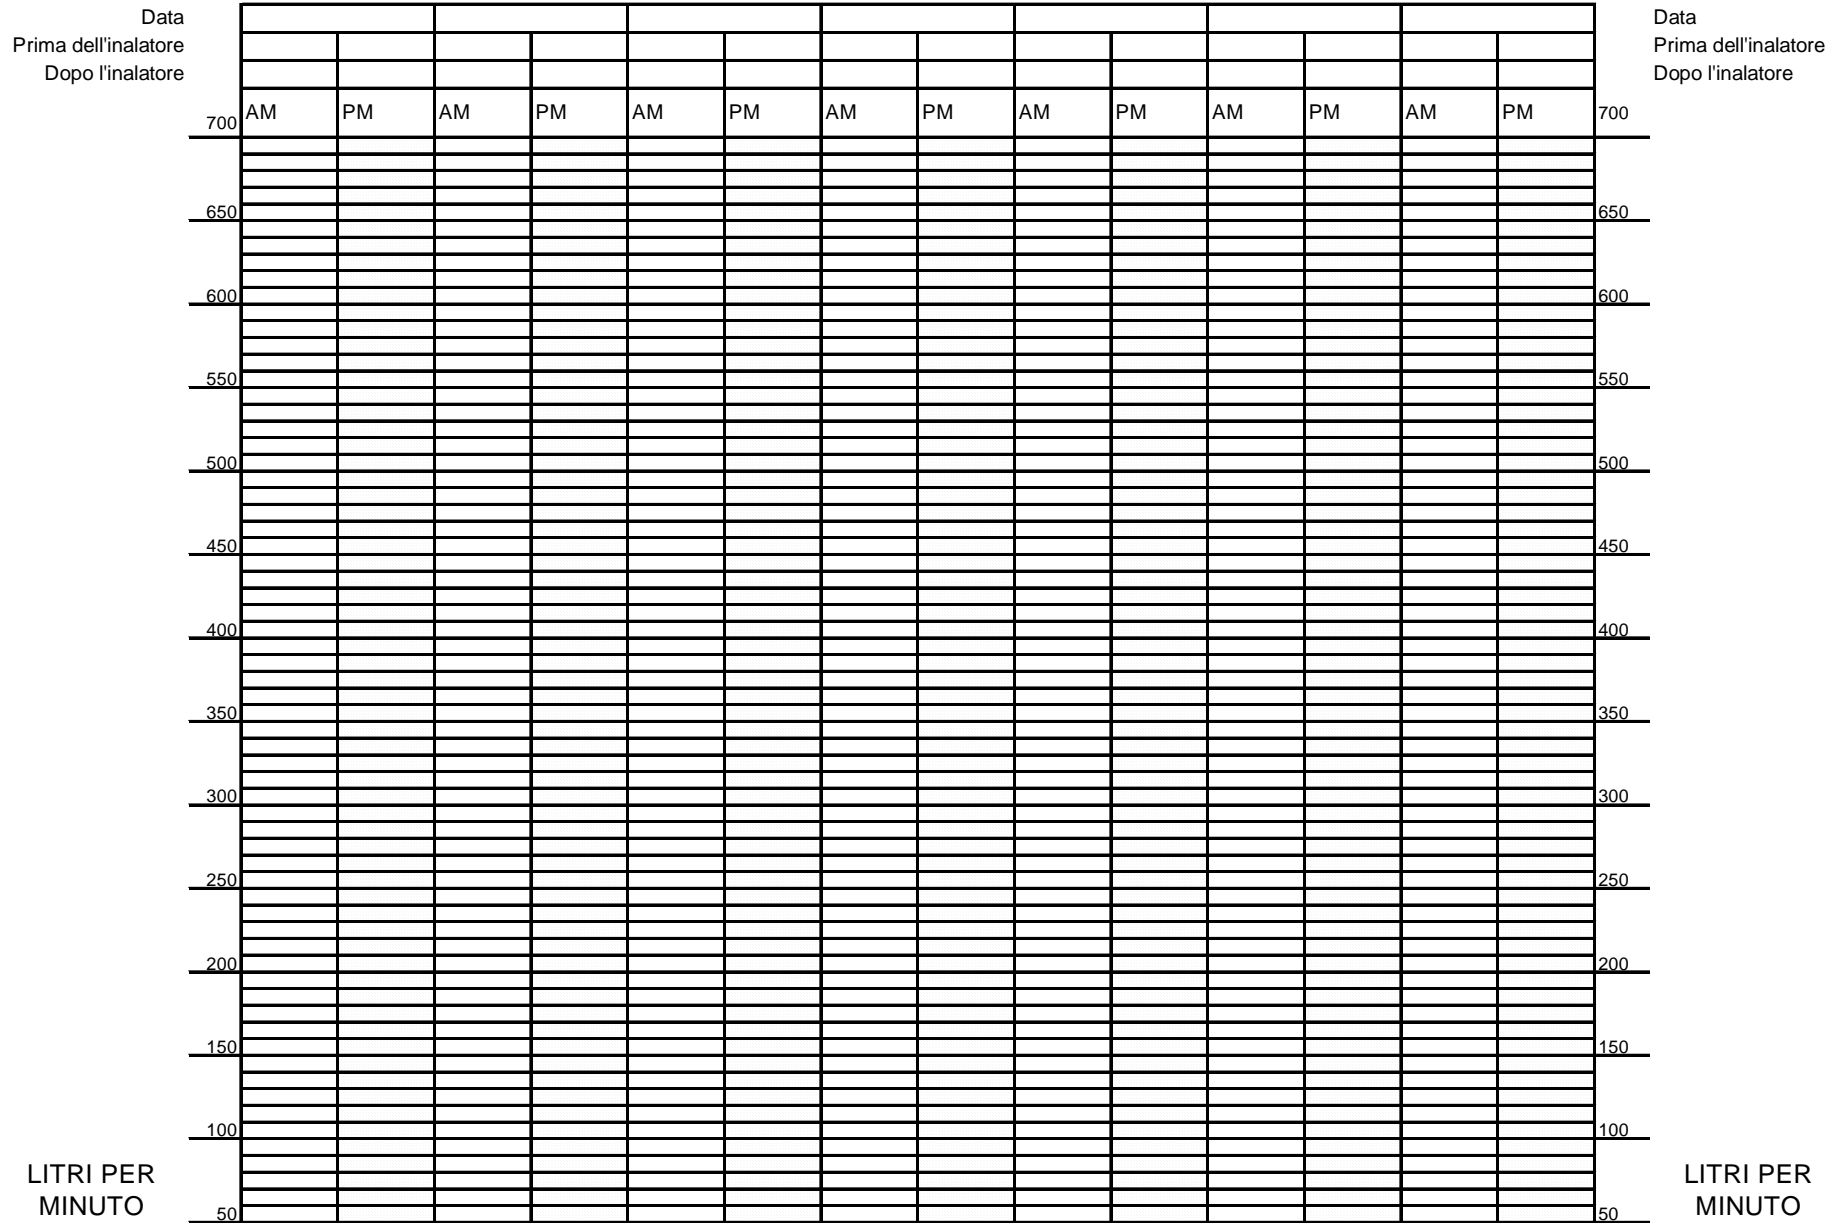 Data Data
Prima dell'inalatore Prima dell'inalatore
Dopo l'inalatore Dopo l'inalatore
AM PM AM PM AM PM AM PM AM PM AM PM AM PM
700 700
650 650
600 600
550 550
500 500
450 450
400 400
350 350
300 300
250 250
200 200
150 150
100 100
LITRI PER LITRI PER
MINUTO MINUTO
50 50